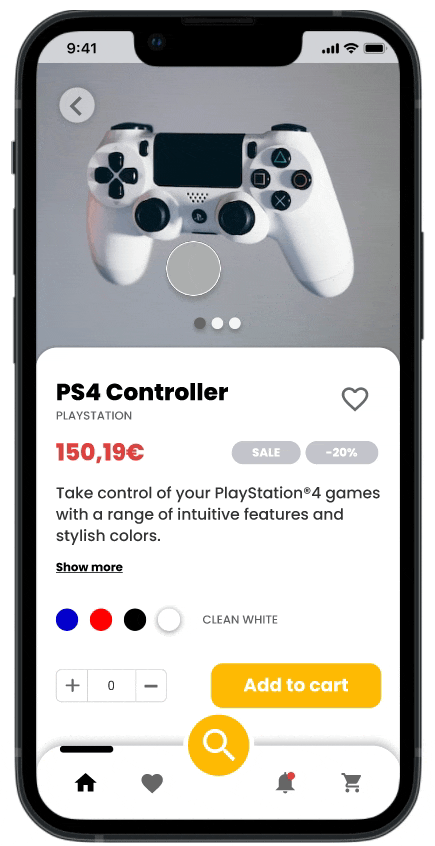 9:41
PS4 Controller
PLAYSTATION
150,19€
SALE
-20%
Take control of your PlayStation®4 games
with a range of intuitive features and
stylish colors.
Show more
CLEAN WHITE
+ 0 −
Add to cart